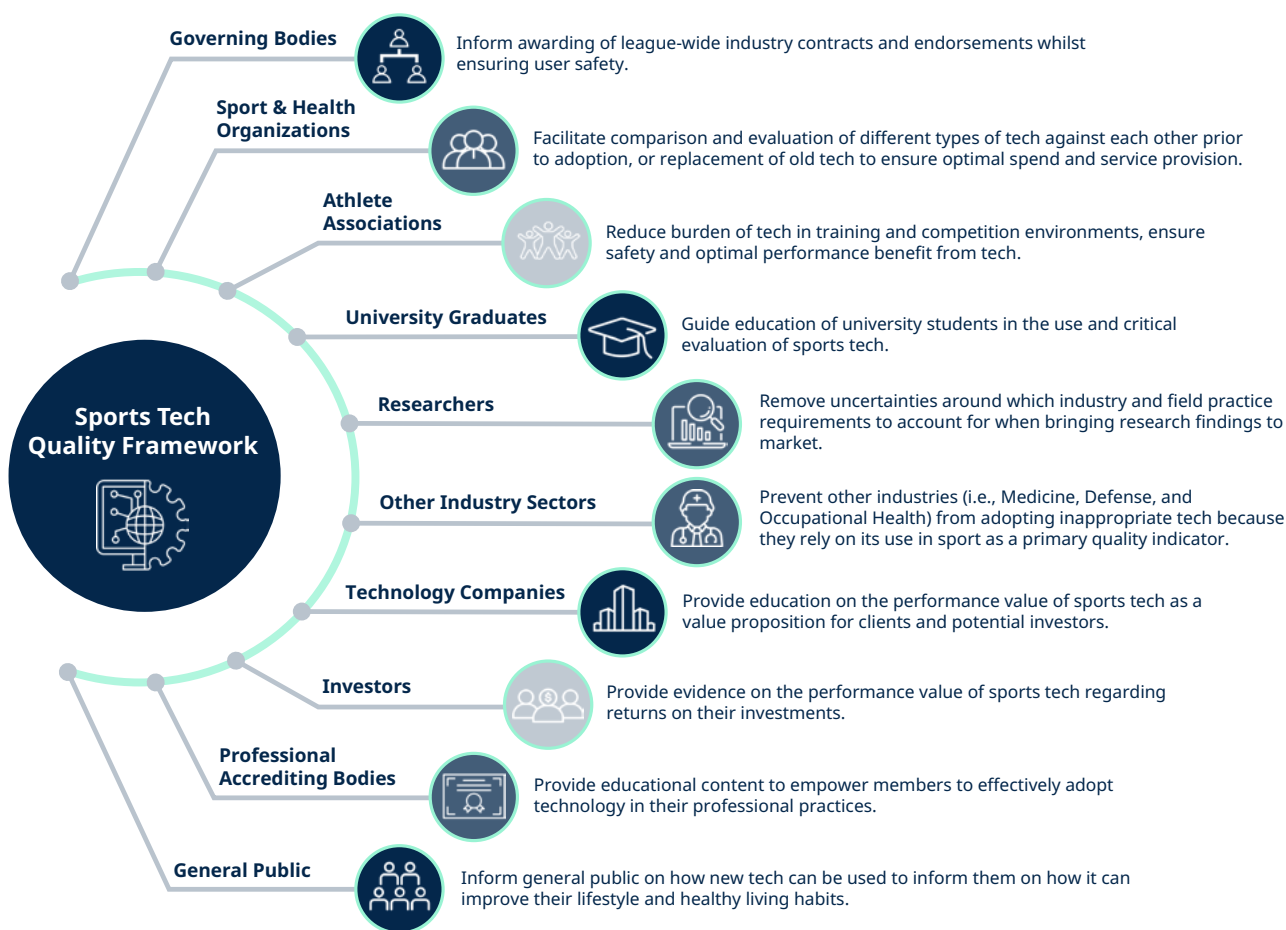 Governing Bodies
Inform awarding of league-wide industry contracts and endorsements whilst
ensuring user safety.
Sport & Health
Organizations
Facilitate comparison and evaluation of different types of tech against each other prior
to adoption, or replacement of old tech to ensure optimal spend and service provision.
Athlete
Associations
Reduce burden of tech in training and competition environments, ensure
safety and optimal performance benefit from tech.
University Graduates
Guide education of university students in the use and critical
evaluation of sports tech.
Sports Tech
Quality Framework
Researchers
Remove uncertainties around which industry and field practice
requirements to account for when bringing research findings to
market.
Other Industry Sectors
Prevent other industries (i.e., Medicine, Defense, and
Occupational Health) from adopting inappropriate tech because
they rely on its use in sport as a primary quality indicator.
Technology Companies
Provide education on the performance value of sports tech as a
value proposition for clients and potential investors.
Investors
$
Provide evidence on the performance value of sports tech regarding
returns on their investments.
Professional
Accrediting Bodies
Provide educational content to empower members to effectively adopt
technology in their professional practices.
General Public
Inform general public on how new tech can be used to inform them on how it can
improve their lifestyle and healthy living habits.